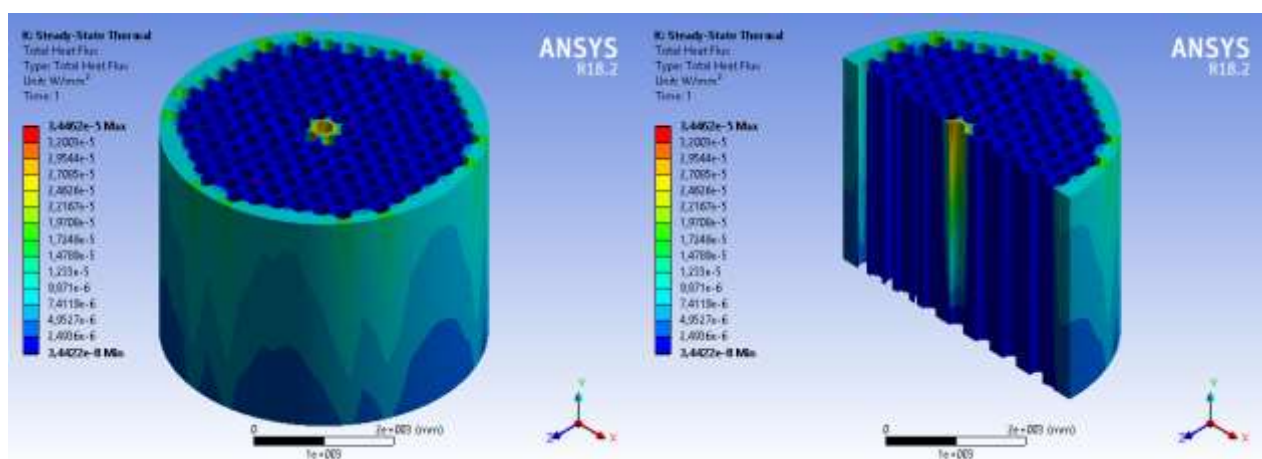 K: Steady-State Thermal
Total Heat Flux
Type: Total Heat Flux
Unit: W/mm²
Time: 1
3,4462e-5 Max
3,2003e-5
2,9544e-5
2,7085e-5
2,4626e-5
2,2167e-5
1,9708e-5
1,7248e-5
1,4789e-5
1,233e-5
9,871e-6
7,4119e-6
4,9527e-6
2,4936e-6
3,4422e-8 Min
ANSYS
R18.2
0
2e+003 (mm)
1e+003
Y
Z
X
K: Steady-State Thermal
Total Heat Flux
Type: Total Heat Flux
Unit: W/mm²
Time: 1
3,4462e-5 Max
3,2003e-5
2,9544e-5
2,7085e-5
2,4626e-5
2,2167e-5
1,9708e-5
1,7248e-5
1,4789e-5
1,233e-5
9,871e-6
7,4119e-6
4,9527e-6
2,4936e-6
3,4422e-8 Min
ANSYS
R18.2
0
2e+003 (mm)
1e+003
Y
Z
X